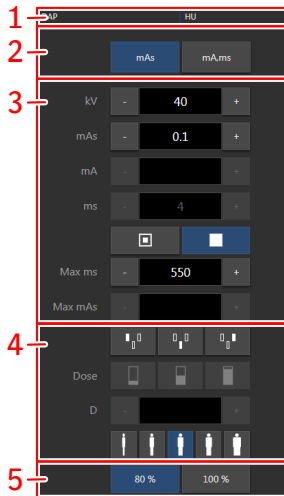 1 DAP HU
2 mAs mA,ms
3 kV - 40 +
mAs - 0.1 +
mA - +
ms - 4 +
Max ms - 550 +
Max mAs - +
4
Dose
D - +
5 80 % 100 %